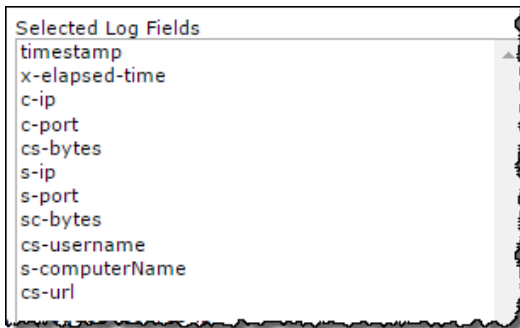 Selected Log Fields
timestamp
x-elapsed-time
c-ip
c-port
cs-bytes
s-ip
s-port
sc-bytes
cs-username
s-computerName
cs-url